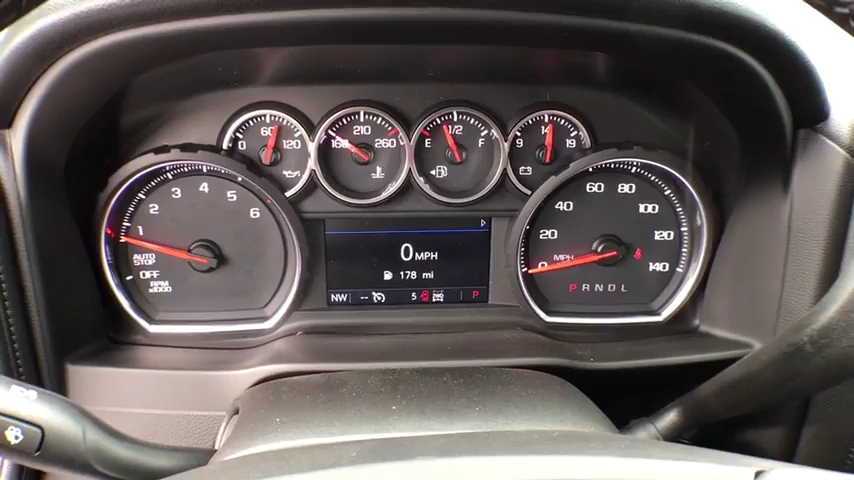 0 60 120
160 210 260
E 1/2 F
9 14 19
1 2 3 4 5 6
AUTO STOP
OFF
RPM
x1000
0 MPH
178 mi
NW -- 5 P
0 20 40 60 80 100 120 140
MPH
P R N D L